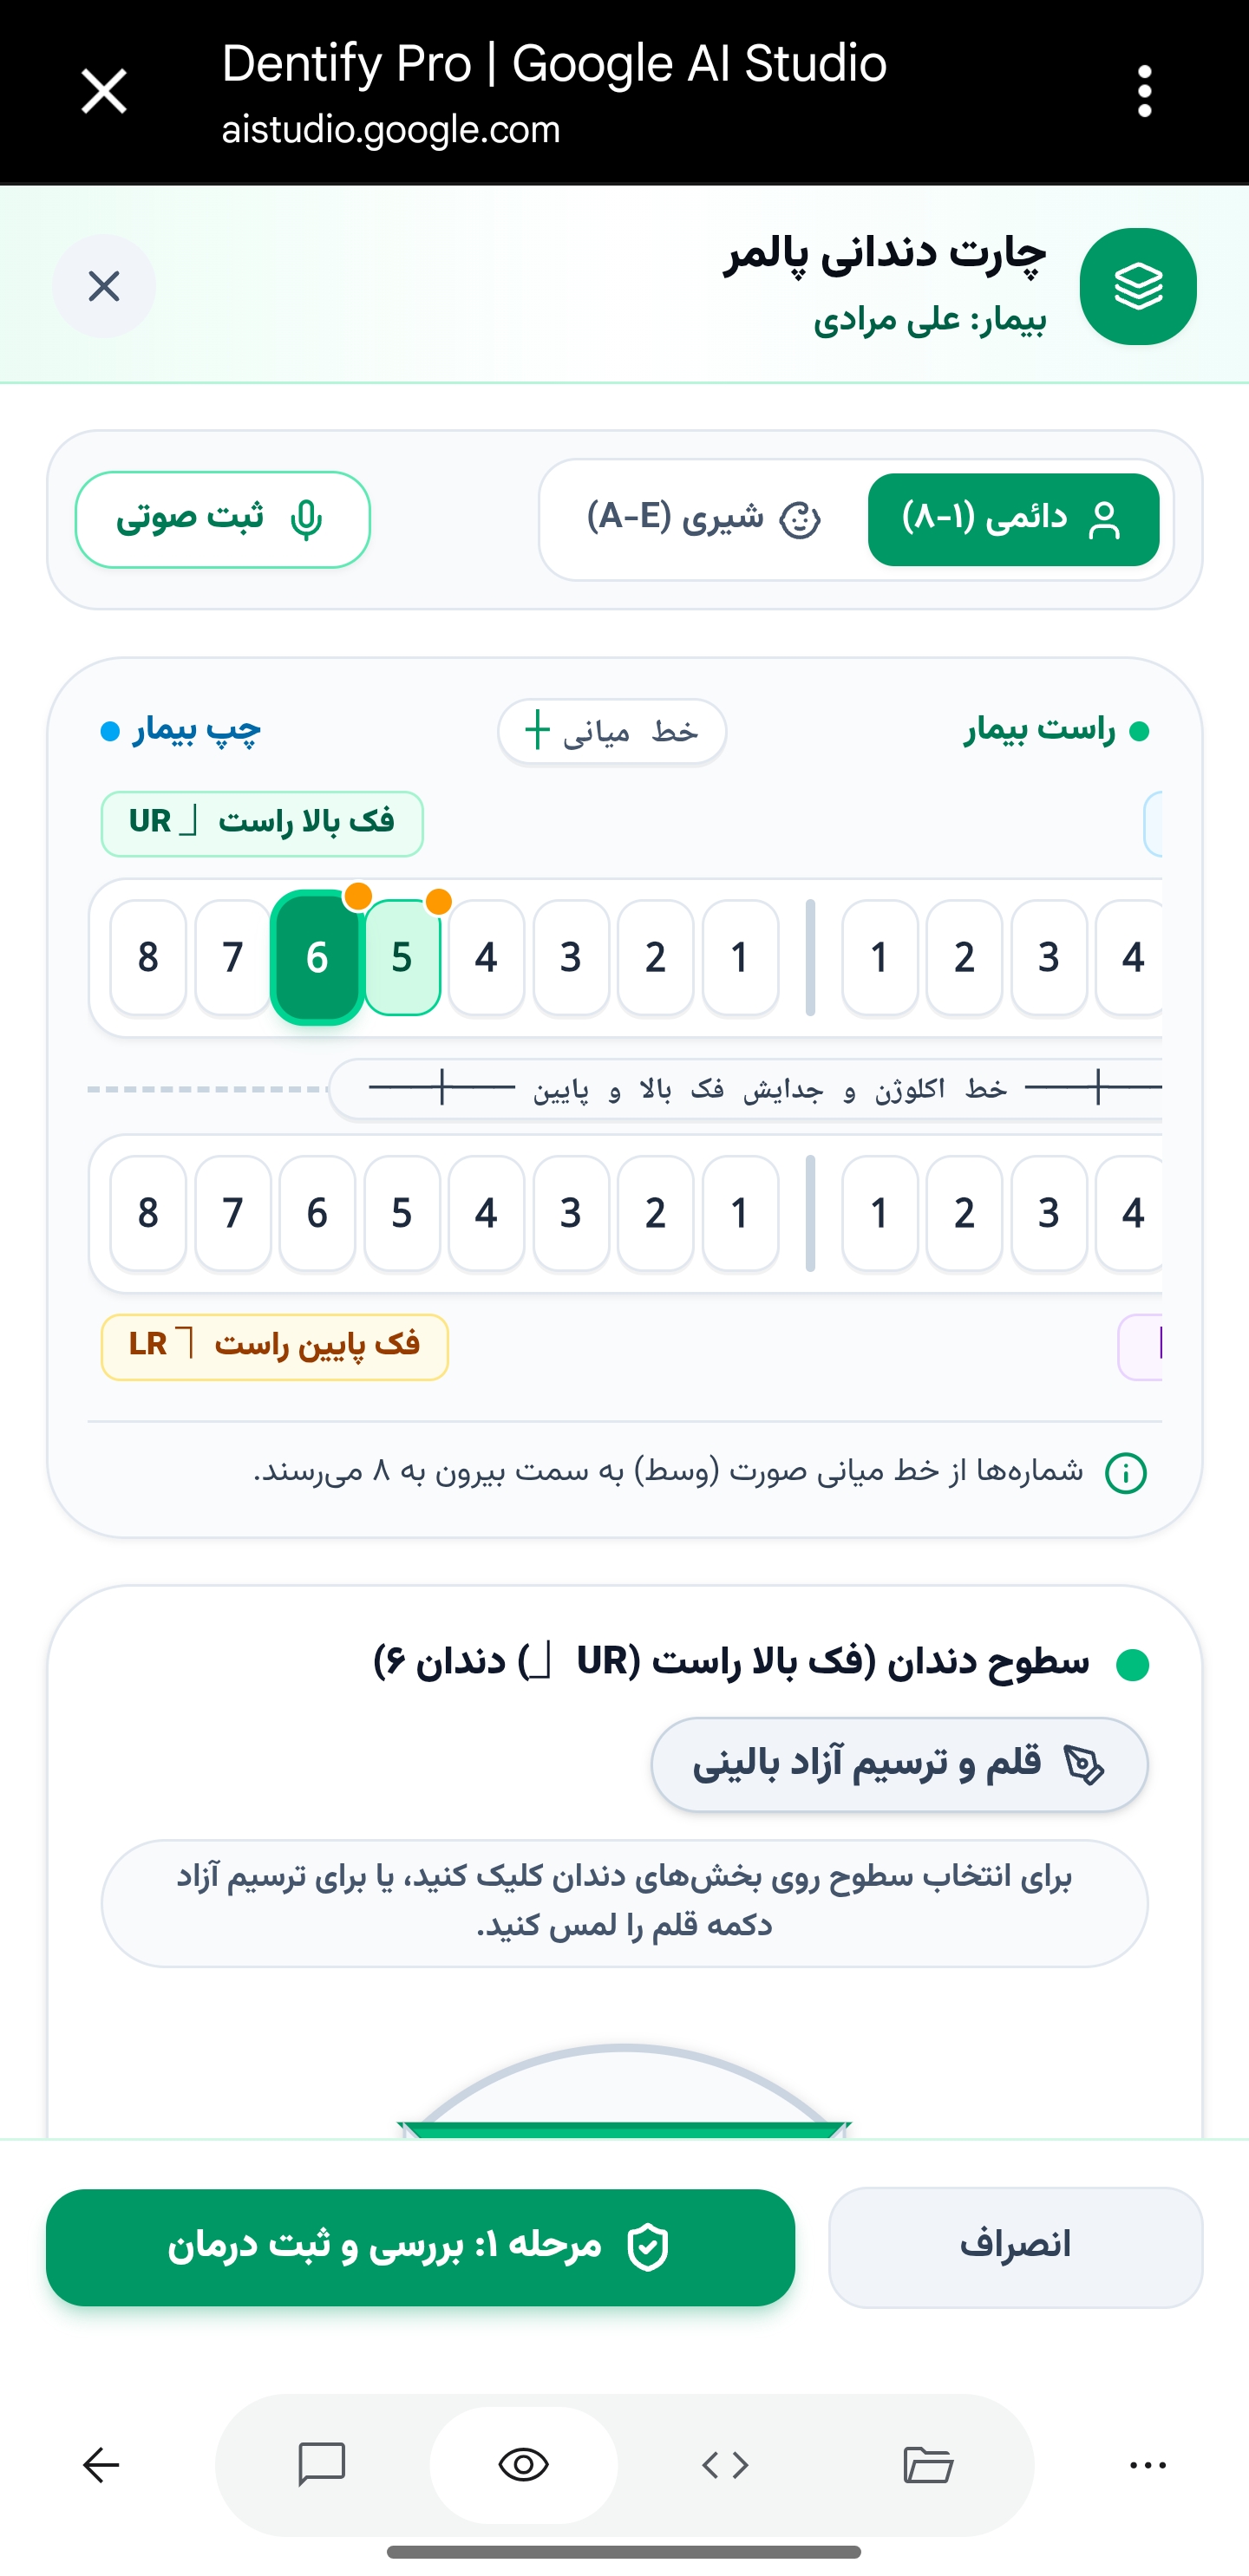 Dentify Pro | Google AI Studio
aistudio.google.com
چارت دندانی پالمر
بیمار: علی مرادی
دائمی (۱-۸)
شیری (A-E)
ثبت صوتی
راست بیمار
خط میانی
چپ بیمار
فک بالا راست ⏌ UR
8 7 6 5 4 3 2 1 1 2 3 4
خط اکلوژن و جدایش فک بالا و پایین
8 7 6 5 4 3 2 1 1 2 3 4
فک پایین راست ⏋ LR
شماره‌ها از خط میانی صورت (وسط) به سمت بیرون به ۸ می‌رسند.
سطوح دندان (فک بالا راست (UR ⏌) دندان ۶)
قلم و ترسیم آزاد بالینی
برای انتخاب سطوح روی بخش‌های دندان کلیک کنید، یا برای ترسیم آزاد
دکمه قلم را لمس کنید.
انصراف
مرحله ۱: بررسی و ثبت درمان